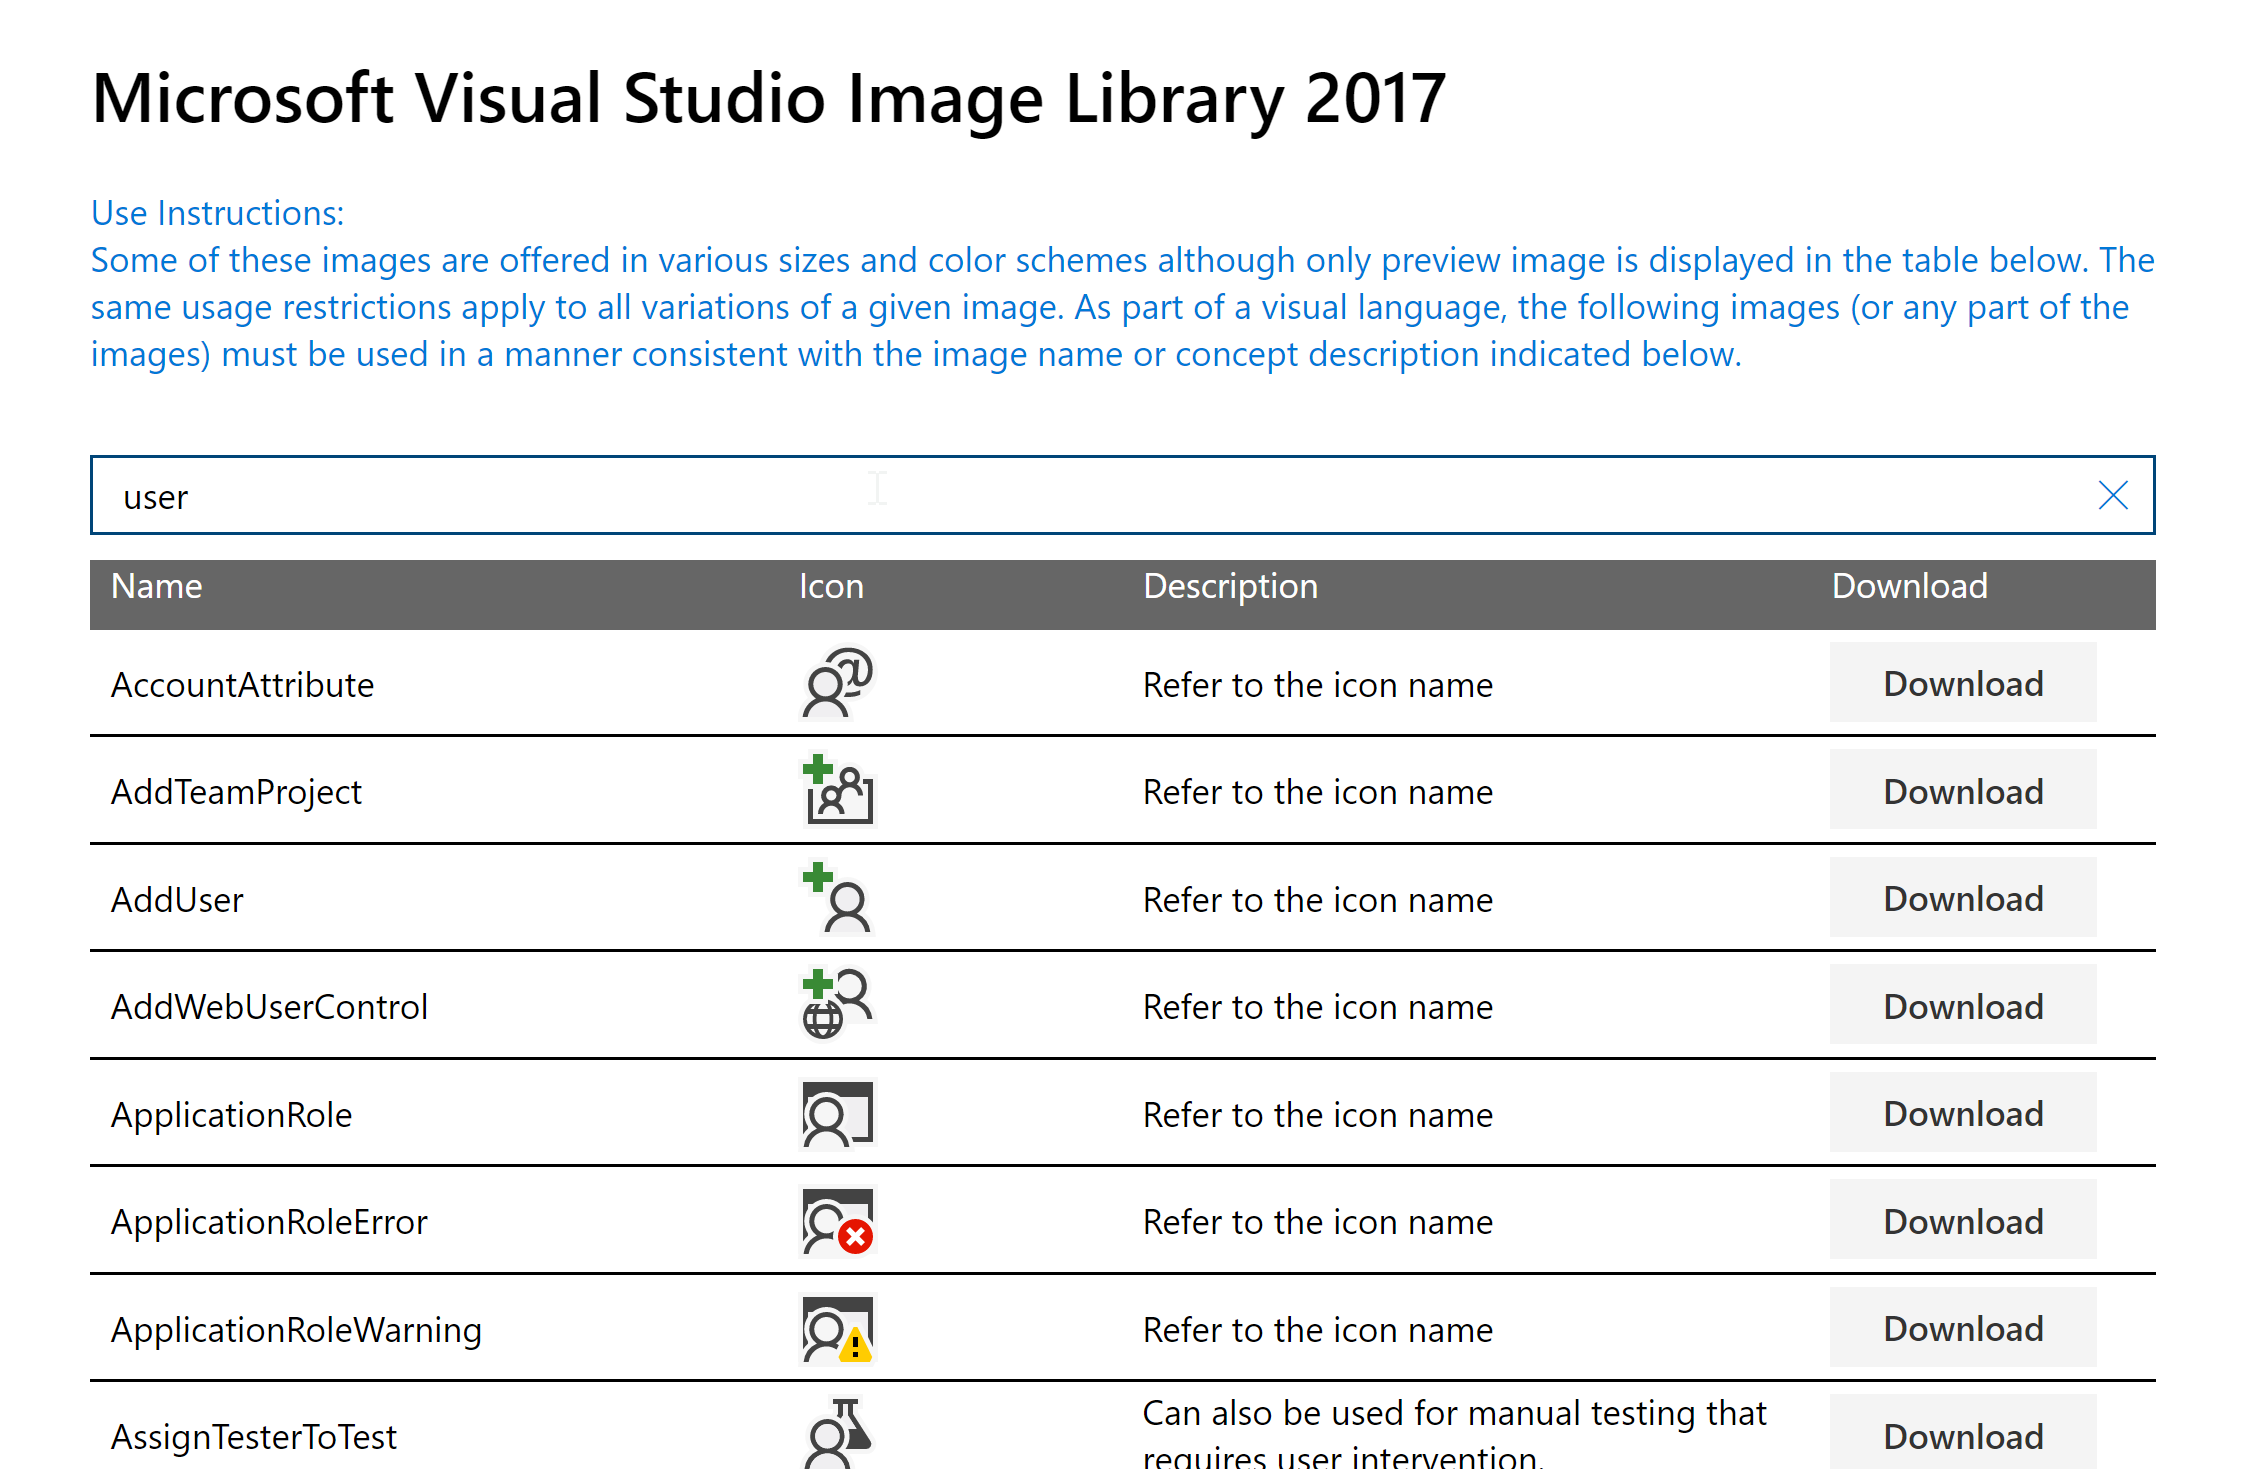 Microsoft Visual Studio Image Library 2017
Use Instructions:
Some of these images are offered in various sizes and color schemes although only preview image is displayed in the table below. The
same usage restrictions apply to all variations of a given image. As part of a visual language, the following images (or any part of the
images) must be used in a manner consistent with the image name or concept description indicated below.
user
Name Icon Description Download
AccountAttribute Refer to the icon name Download
AddTeamProject Refer to the icon name Download
AddUser Refer to the icon name Download
AddWebUserControl Refer to the icon name Download
ApplicationRole Refer to the icon name Download
ApplicationRoleError Refer to the icon name Download
ApplicationRoleWarning Refer to the icon name Download
AssignTesterToTest Can also be used for manual testing that Download
requires user intervention.